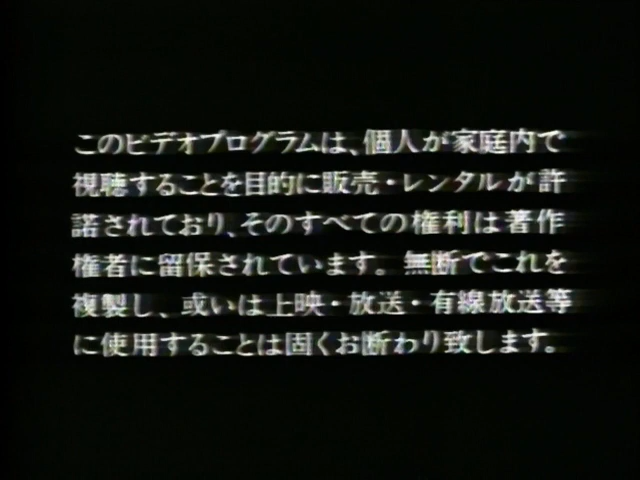 このビデオプログラムは、個人が家庭内で
視聴することを目的に販売・レンタルが許
諾されており、そのすべての権利は著作
権者に留保されています。無断でこれを
複製し、或いは上映・放送・有線放送等
に使用することは固くお断わり致します。